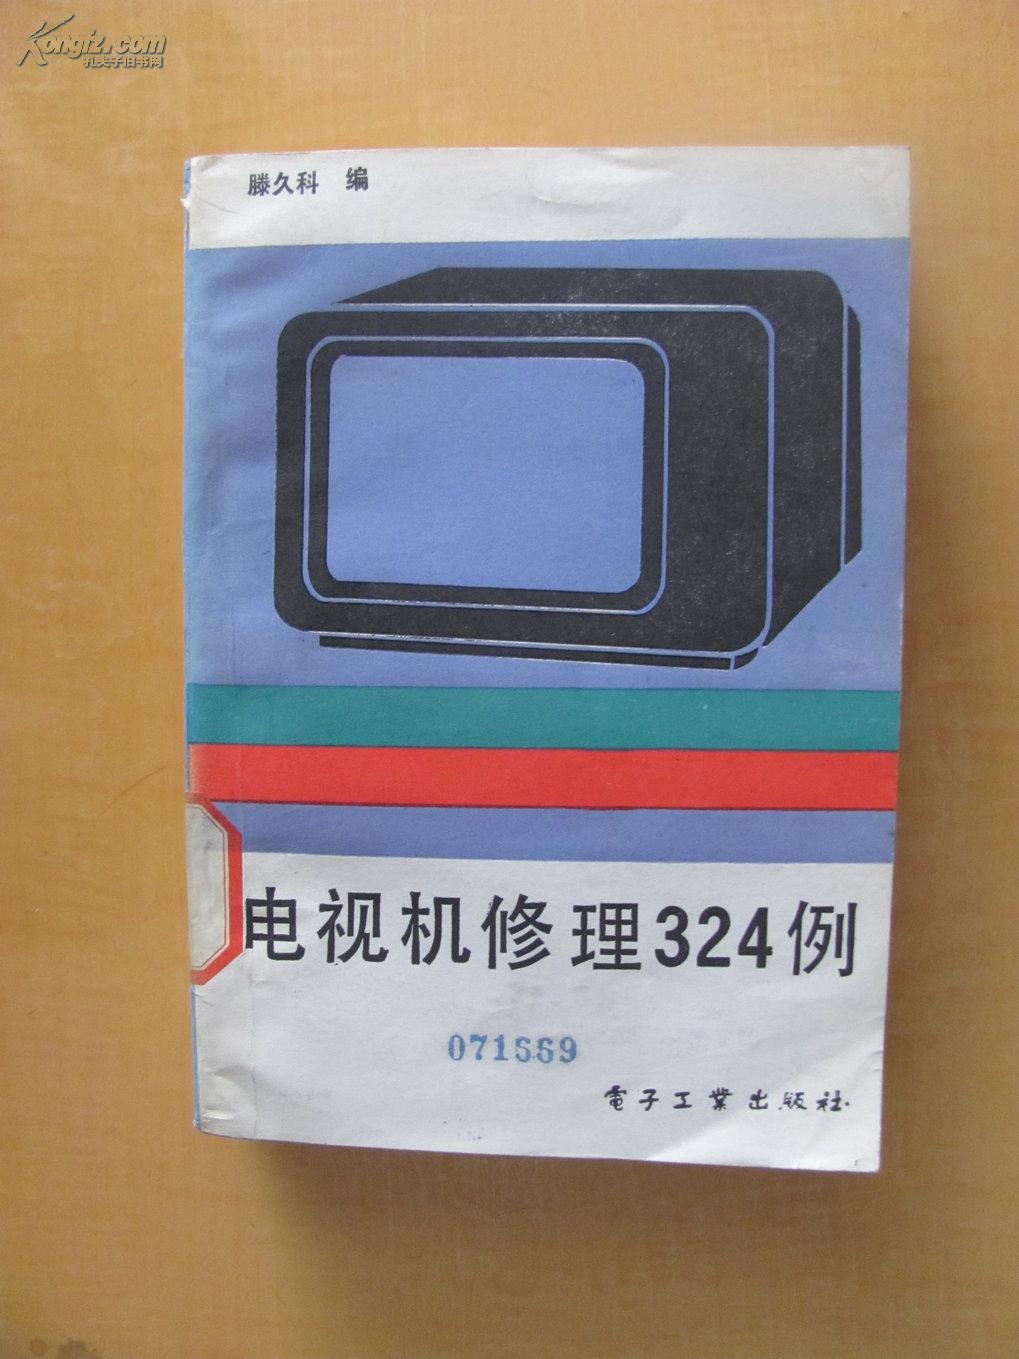 Kongfz.com
孔夫子旧书网
滕久科 编
电视机修理324例
071569
電子工業出版社